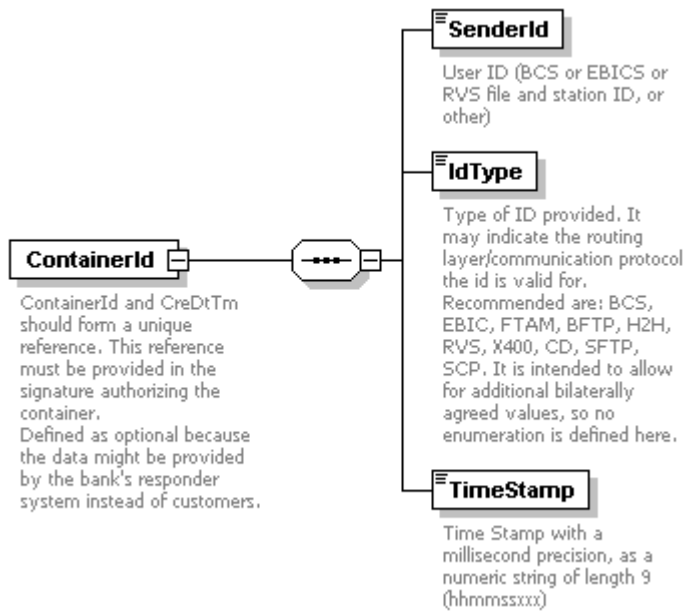 SenderId
User ID (BCS or EBICS or
RVS file and station ID, or
other)
IdType
Type of ID provided. It
may indicate the routing
layer/communication protocol
the id is valid for.
Recommended are: BCS,
EBIC, FTAM, BFTP, H2H,
RVS, X400, CD, SFTP,
SCP. It is intended to allow
for additional bilaterally
agreed values, so no
enumeration is defined here.
ContainerId
ContainerId and CreDtTm
should form a unique
reference. This reference
must be provided in the
signature authorizing the
container.
Defined as optional because
the data might be provided
by the bank's responder
system instead of customers.
TimeStamp
Time Stamp with a
millisecond precision, as a
numeric string of length 9
(hhmmssxxx)